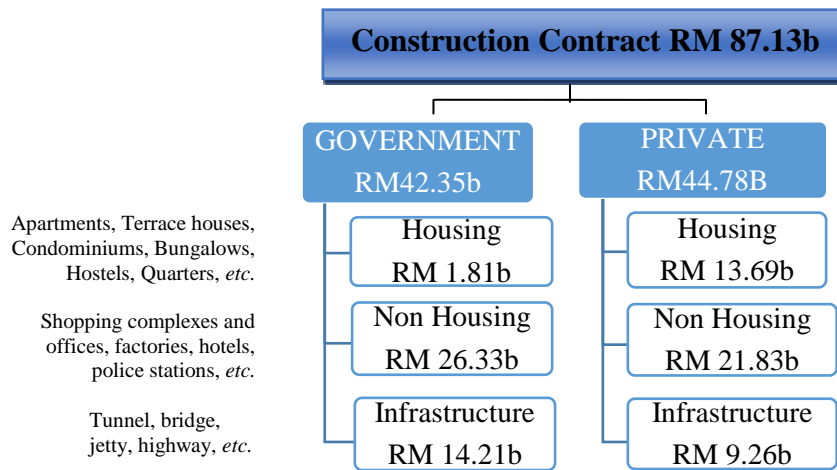 Construction Contract RM 87.13b
GOVERNMENT
RM42.35b
PRIVATE
RM44.78B
Apartments, Terrace houses,
Condominiums, Bungalows,
Hostels, Quarters, etc.
Housing
RM 1.81b
Housing
RM 13.69b
Shopping complexes and
offices, factories, hotels,
police stations, etc.
Non Housing
RM 26.33b
Non Housing
RM 21.83b
Tunnel, bridge,
jetty, highway, etc.
Infrastructure
RM 14.21b
Infrastructure
RM 9.26b